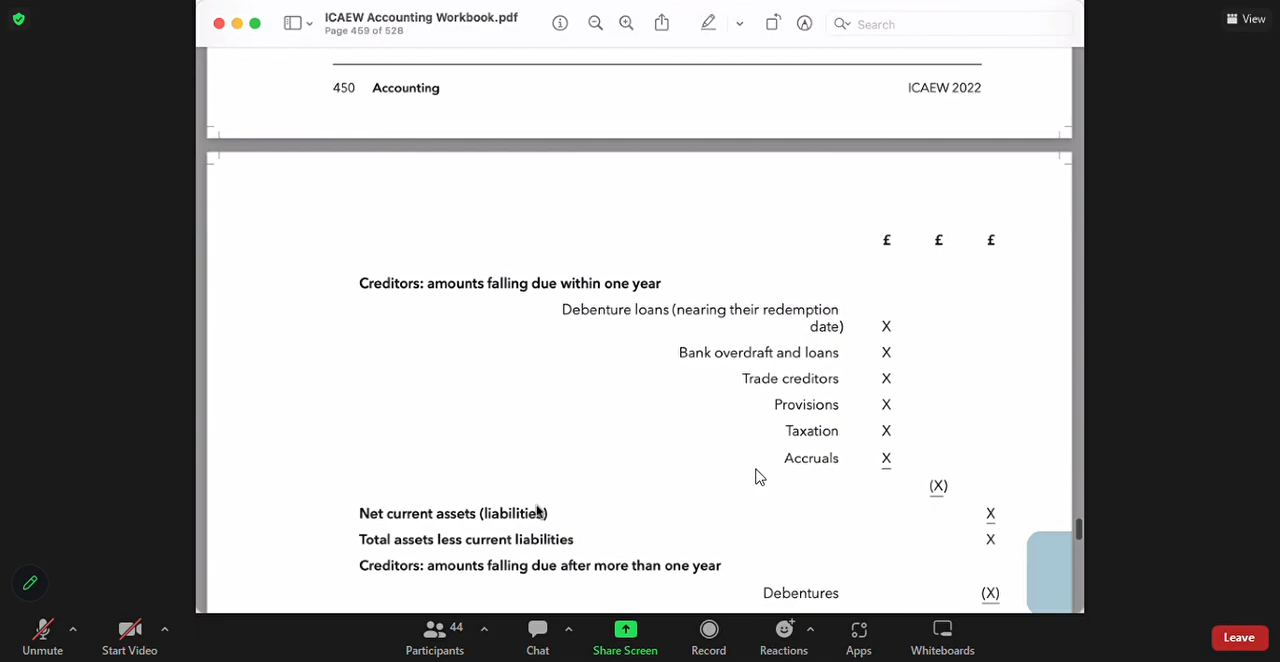 ICAEW Accounting Workbook.pdf
Page 459 of 528
Search
View
450 Accounting ICAEW 2022
£ £ £
Creditors: amounts falling due within one year
Debenture loans (nearing their redemption
date) X
Bank overdraft and loans X
Trade creditors X
Provisions X
Taxation X
Accruals X
(X)
Net current assets (liabilities) X
Total assets less current liabilities X
Creditors: amounts falling due after more than one year
Debentures (X)
Unmute
Start Video
44
Participants
Chat
Share Screen
Record
Reactions
Apps
Whiteboards
Leave